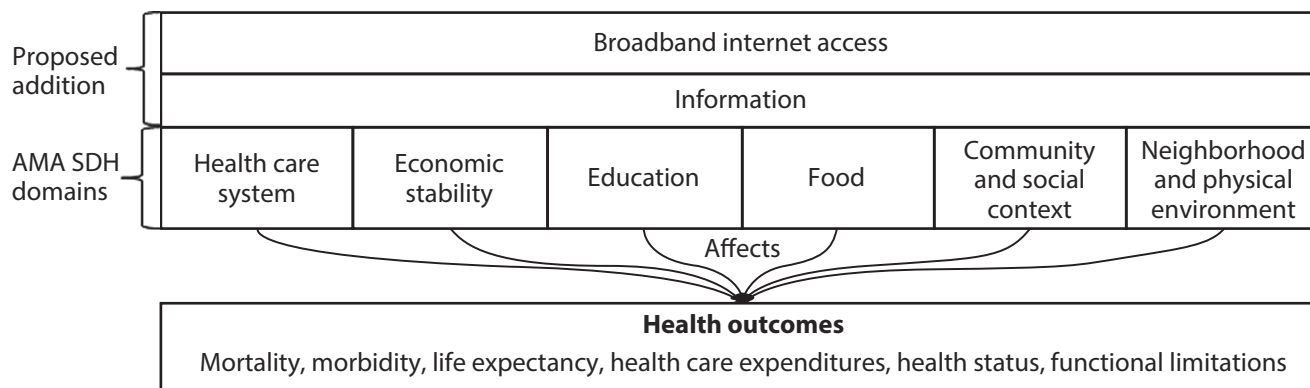 Proposed
addition
Broadband internet access
Information
AMA SDH
domains
Health care
system
Economic
stability
Education
Food
Community
and social
context
Neighborhood
and physical
environment
Affects
Health outcomes
Mortality, morbidity, life expectancy, health care expenditures, health status, functional limitations